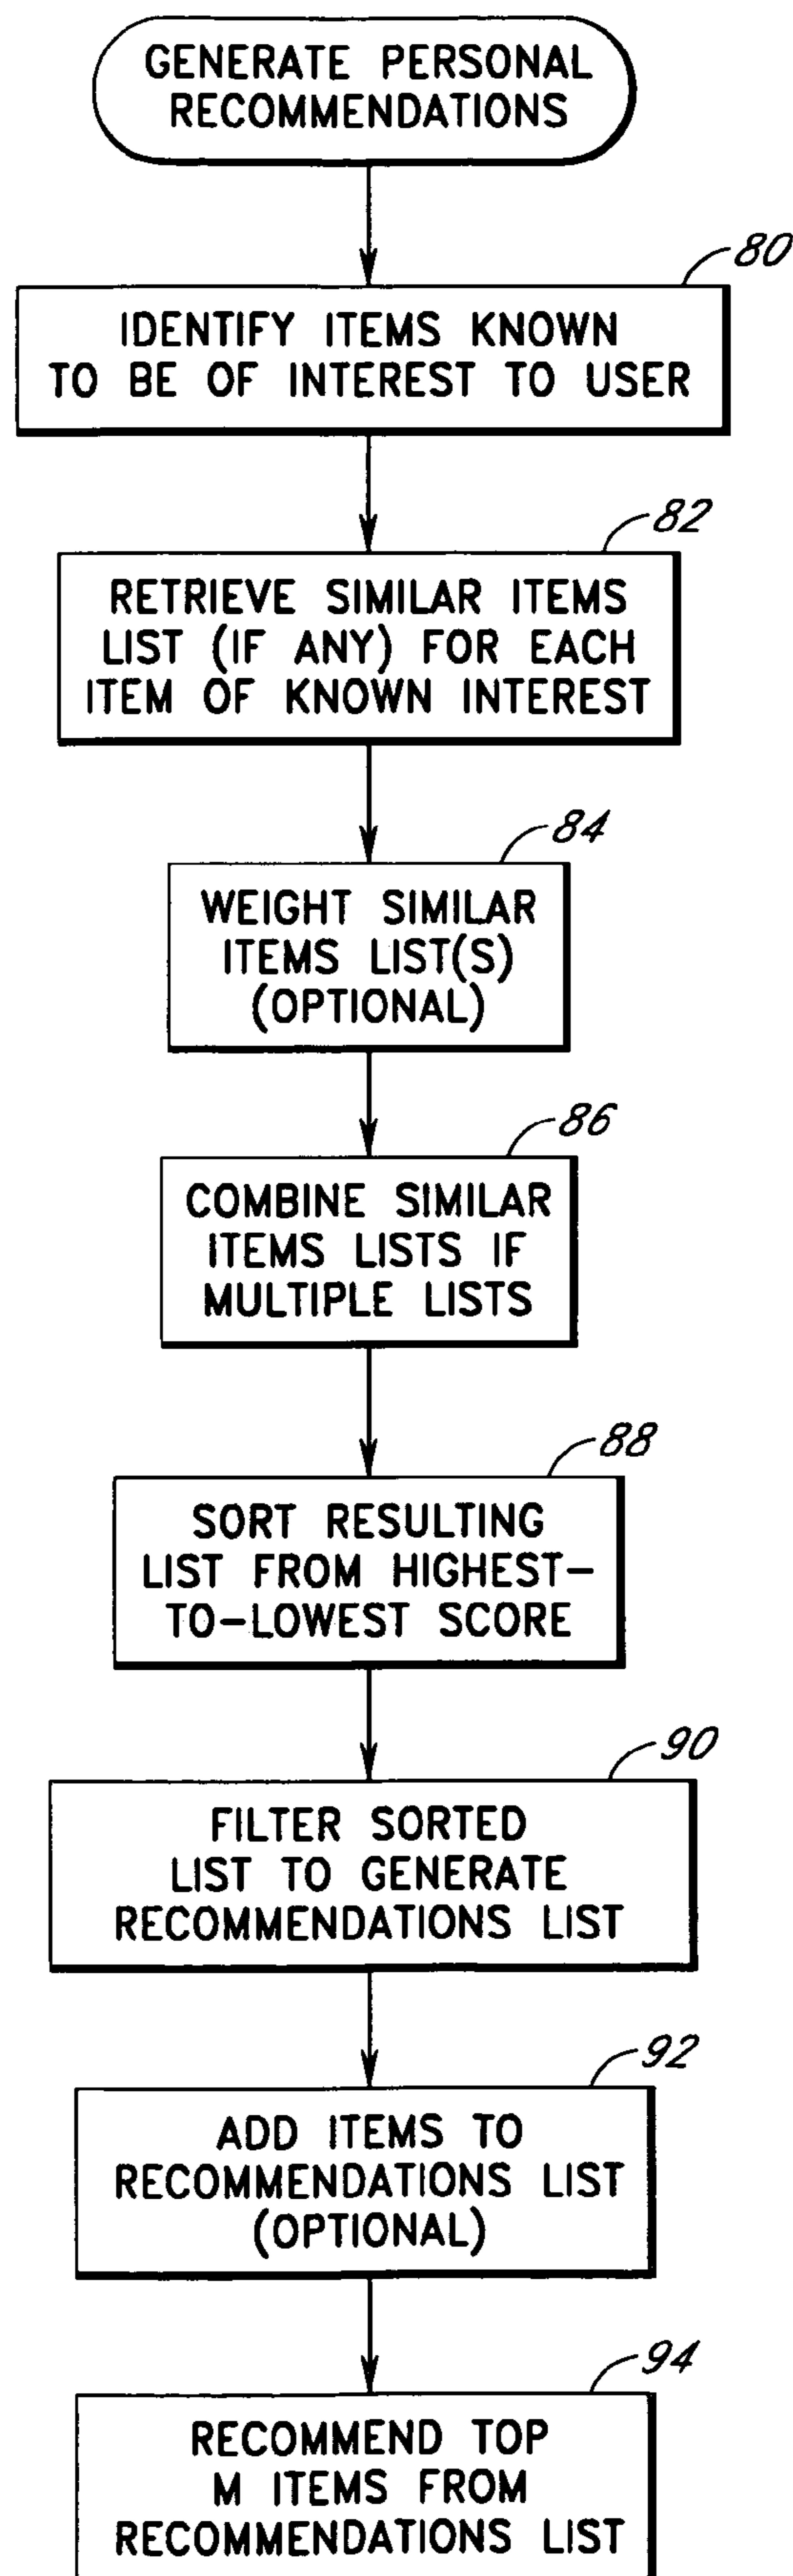 GENERATE PERSONAL
RECOMMENDATIONS
80
IDENTIFY ITEMS KNOWN
TO BE OF INTEREST TO USER
82
RETRIEVE SIMILAR ITEMS
LIST (IF ANY) FOR EACH
ITEM OF KNOWN INTEREST
84
WEIGHT SIMILAR
ITEMS LIST(S)
(OPTIONAL)
86
COMBINE SIMILAR
ITEMS LISTS IF
MULTIPLE LISTS
88
SORT RESULTING
LIST FROM HIGHEST-
TO-LOWEST SCORE
90
FILTER SORTED
LIST TO GENERATE
RECOMMENDATIONS LIST
92
ADD ITEMS TO
RECOMMENDATIONS LIST
(OPTIONAL)
94
RECOMMEND TOP
M ITEMS FROM
RECOMMENDATIONS LIST